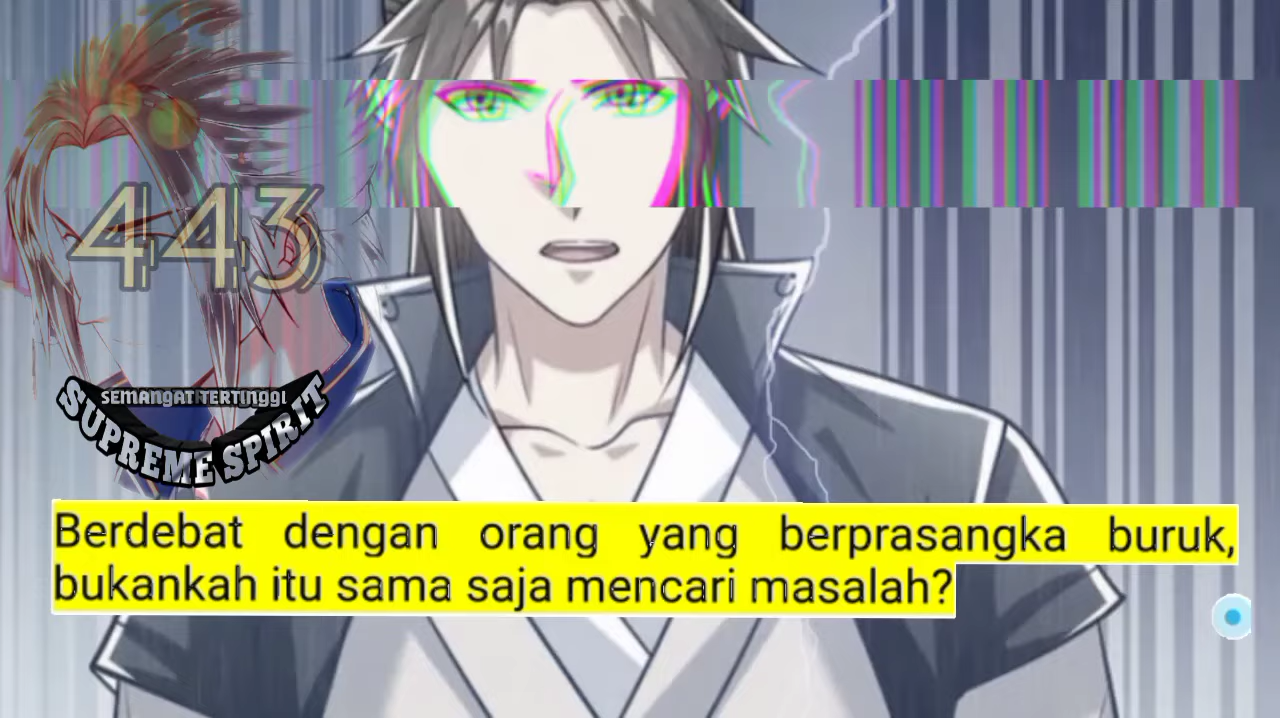 443
SEMANGAT TERTINGGI
SUPREME SPIRIT
Berdebat dengan orang yang berprasangka buruk,
bukankah itu sama saja mencari masalah?